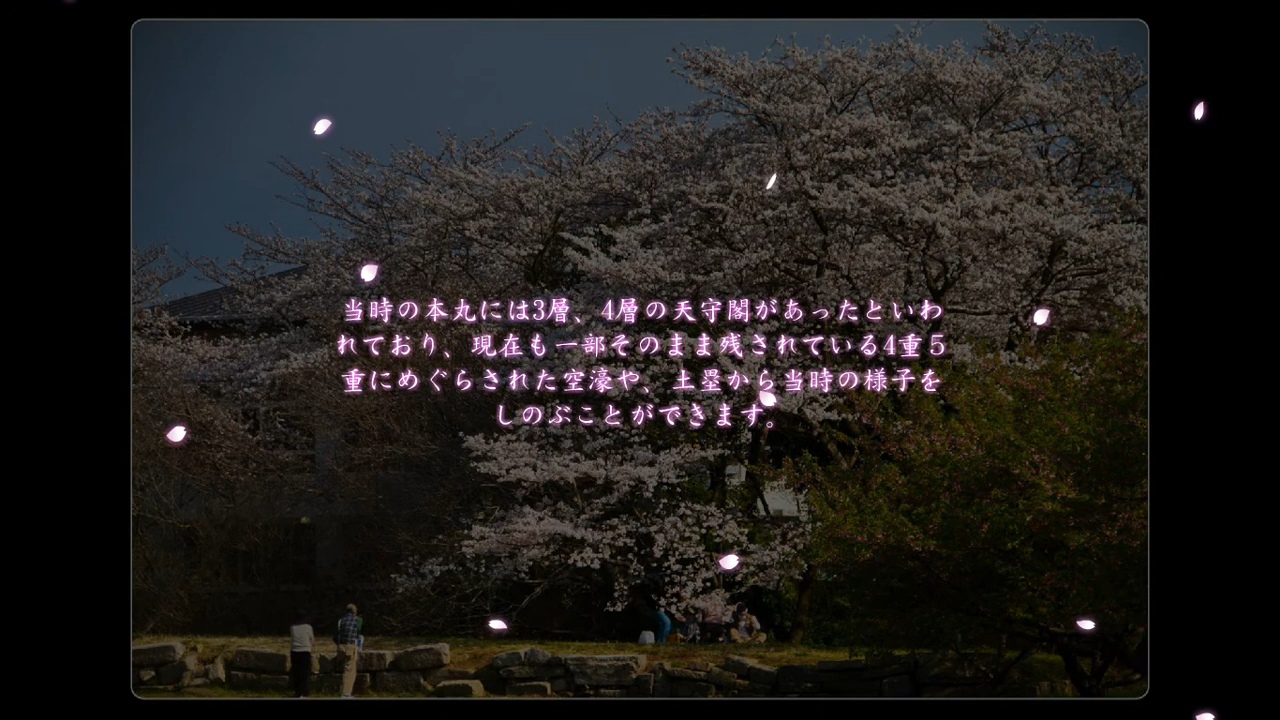 当時の本丸には3層、4層の天守閣があったといわ
れており、現在も一部そのまま残されている4重５
重にめぐらされた空濠や、土塁から当時の様子を
しのぶことができます。